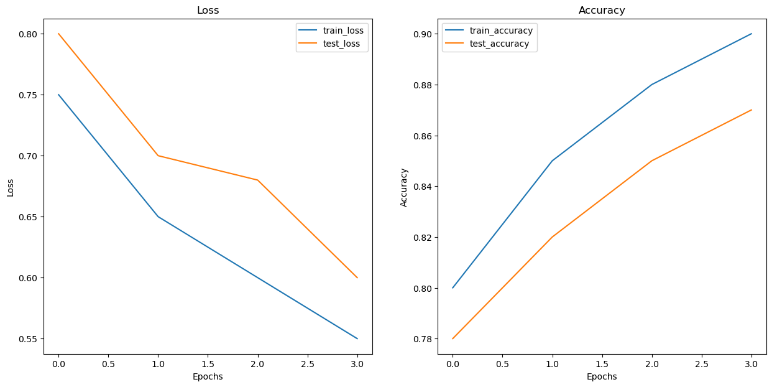 Loss
train_loss
test_loss
0.80
0.75
0.70
0.65
0.60
0.55
Loss
0.0 0.5 1.0 1.5 2.0 2.5 3.0
Epochs
Accuracy
train_accuracy
test_accuracy
0.90
0.88
0.86
0.84
0.82
0.80
0.78
Accuracy
0.0 0.5 1.0 1.5 2.0 2.5 3.0
Epochs